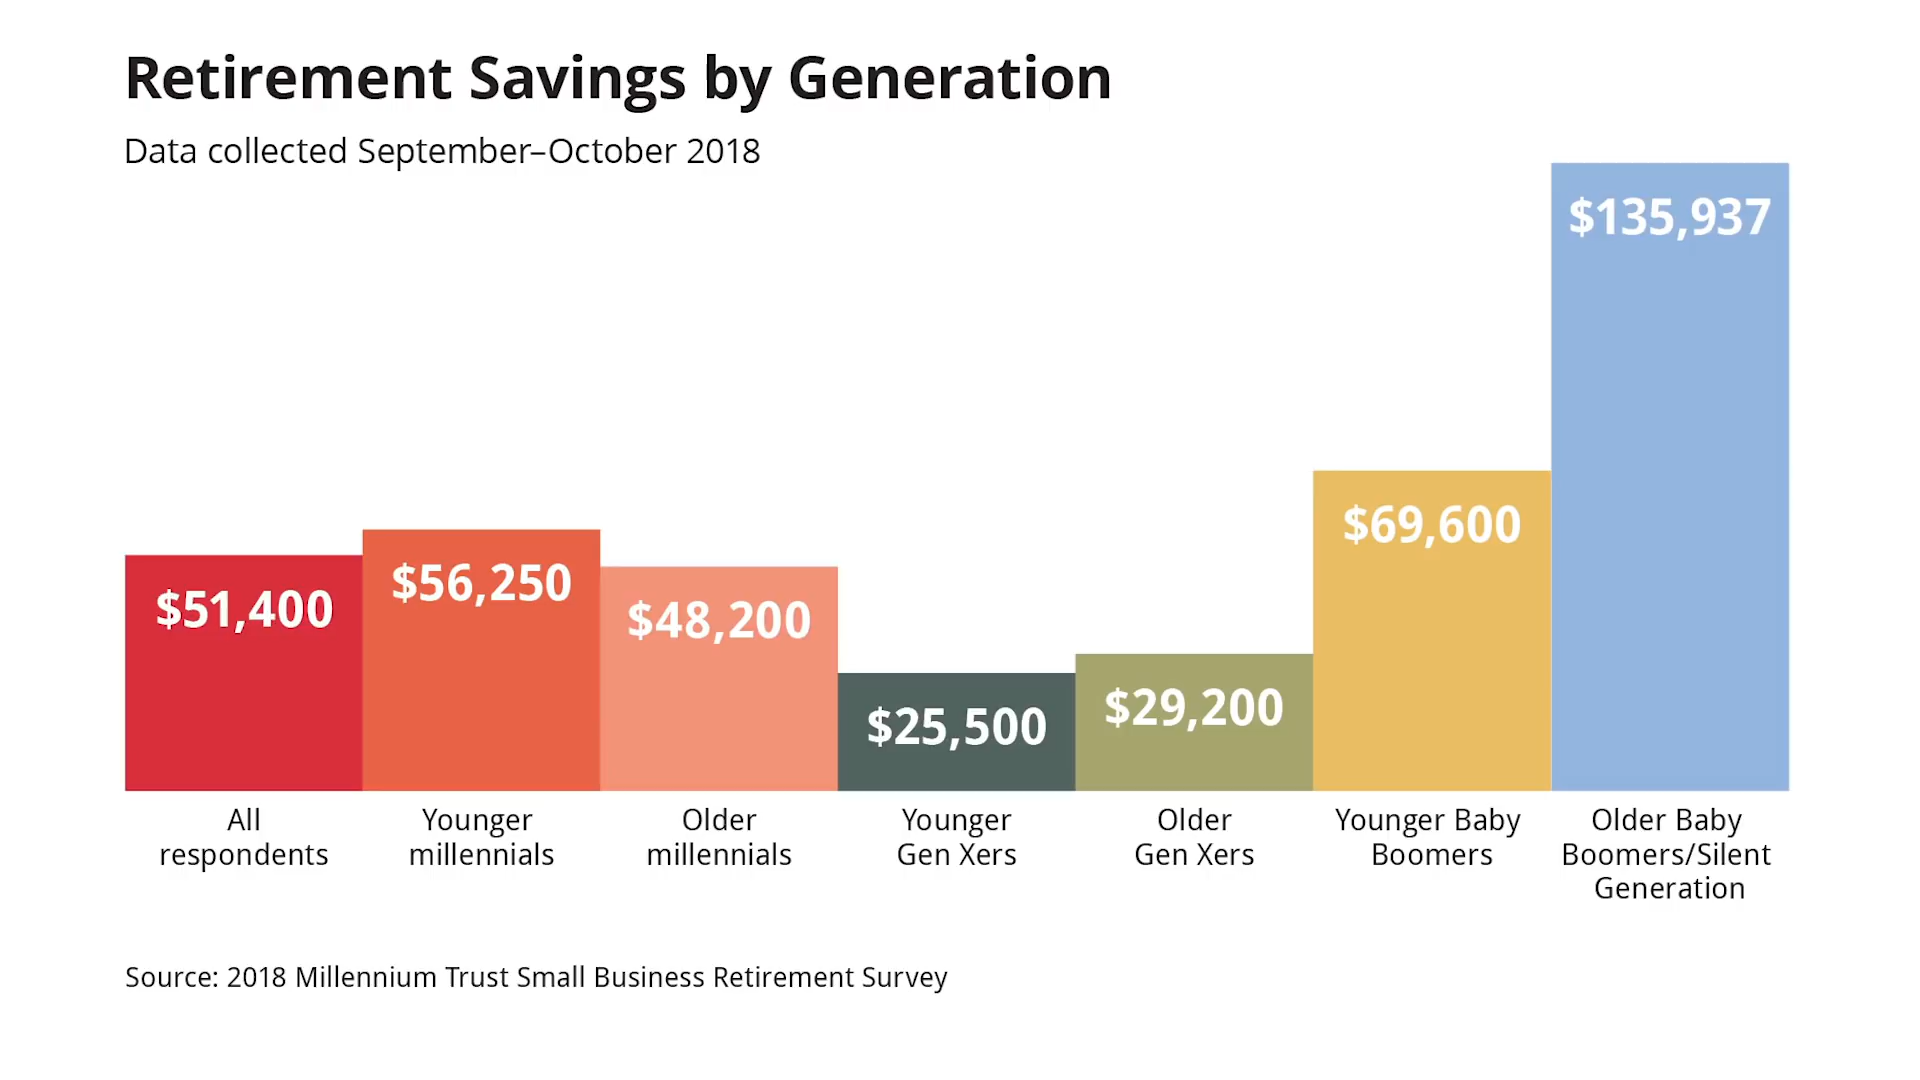 Retirement Savings by Generation
Data collected September–October 2018
$135,937
$69,600
$56,250
$51,400
$48,200
$29,200
$25,500
All
respondents
Younger
millennials
Older
millennials
Younger
Gen Xers
Older
Gen Xers
Younger Baby
Boomers
Older Baby
Boomers/Silent
Generation
Source: 2018 Millennium Trust Small Business Retirement Survey